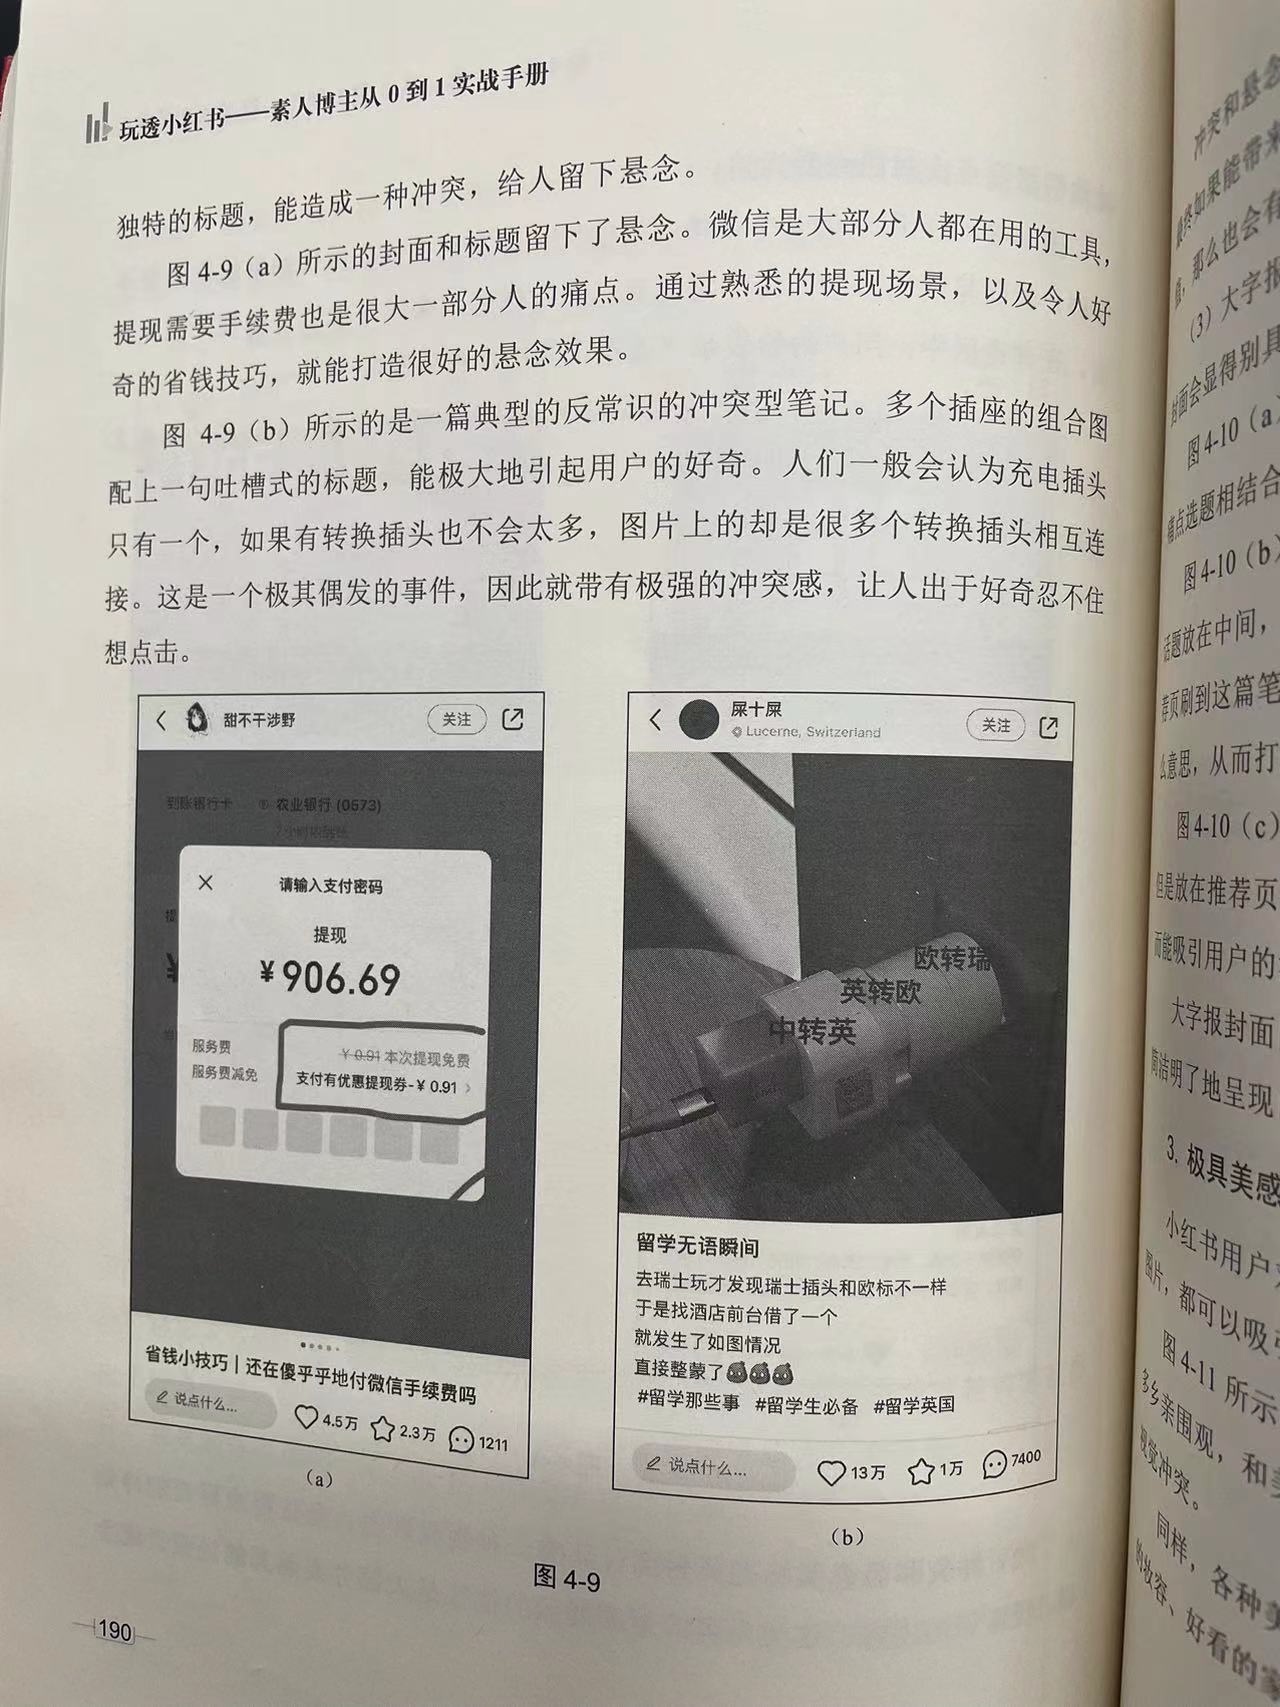 玩透小红书——素人博主从0到1实战手册
独特的标题，能造成一种冲突，给人留下悬念。
图 4-9（a）所示的封面和标题留下了悬念。微信是大部分人都在用的工具，
提现需要手续费也是很大一部分人的痛点。通过熟悉的提现场景，以及令人好
奇的省钱技巧，就能打造很好的悬念效果。
图 4-9（b）所示的是一篇典型的反常识的冲突型笔记。多个插座的组合图
配上一句吐槽式的标题，能极大地引起用户的好奇。人们一般会认为充电插头
只有一个，如果有转换插头也不会太多，图片上的却是很多个转换插头相互连
接。这是一个极其偶发的事件，因此就带有极强的冲突感，让人出于好奇忍不住
想点击。
甜不干涉野
关注
到账银行卡 农业银行 (0573)
请输入支付密码
提现
¥906.69
服务费 ¥0.91 本次提现免费
服务费减免 支付有优惠提现券-¥0.91
省钱小技巧｜还在傻乎乎地付微信手续费吗
说点什么... 4.5万 2.3万 1211
(a)
屎十屎
Lucerne, Switzerland
关注
欧转瑞
英转欧
中转英
留学无语瞬间
去瑞士玩才发现瑞士插头和欧标不一样
于是找酒店前台借了一个
就发生了如图情况
直接整蒙了💩💩💩
#留学那些事 #留学生必备 #留学英国
说点什么... 13万 1万 7400
(b)
图 4-9
190
冲突和悬念
最终如果能带来
值，那么也会有
（3）大字报
封面会显得别具
图 4-10（a）
痛点选题相结合
图 4-10（b）
话题放在中间，
荐页刷到这篇笔
么意思，从而打
图 4-10（c）
但是放在推荐页
而能吸引用户的
大字报封面
简洁明了地呈现
3. 极具美感
小红书用户
图片，都可以吸引
图 4-11 所示
多乡亲围观，和美
视觉冲突。
同样，各种美
的妆容、好看的家